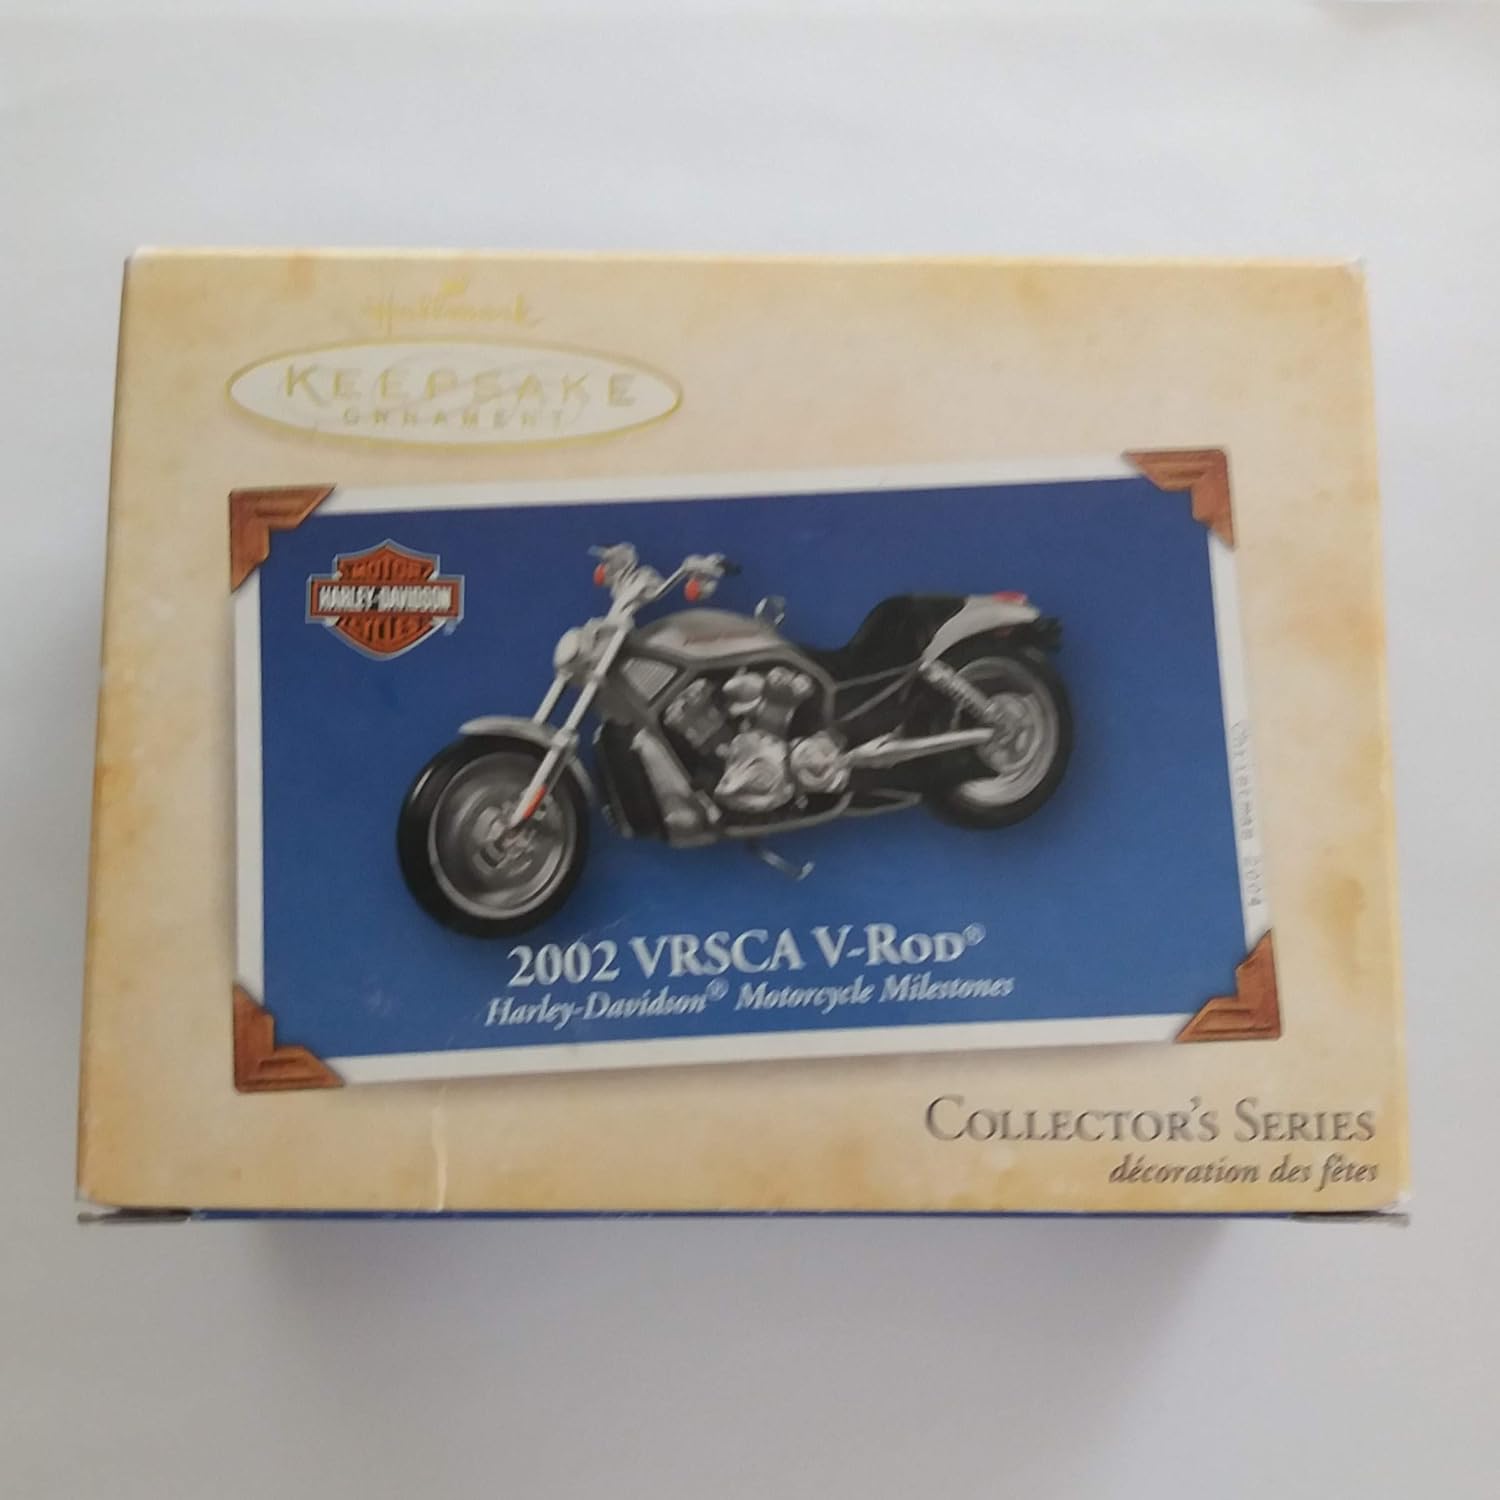 Hallmark
KEEPSAKE
ORNAMENT
MOTOR
HARLEY-DAVIDSON
CYCLES
Christmas 2004
2002 VRSCA V-ROD®
Harley-Davidson® Motorcycle Milestones
COLLECTOR'S SERIES
décoration des fêtes